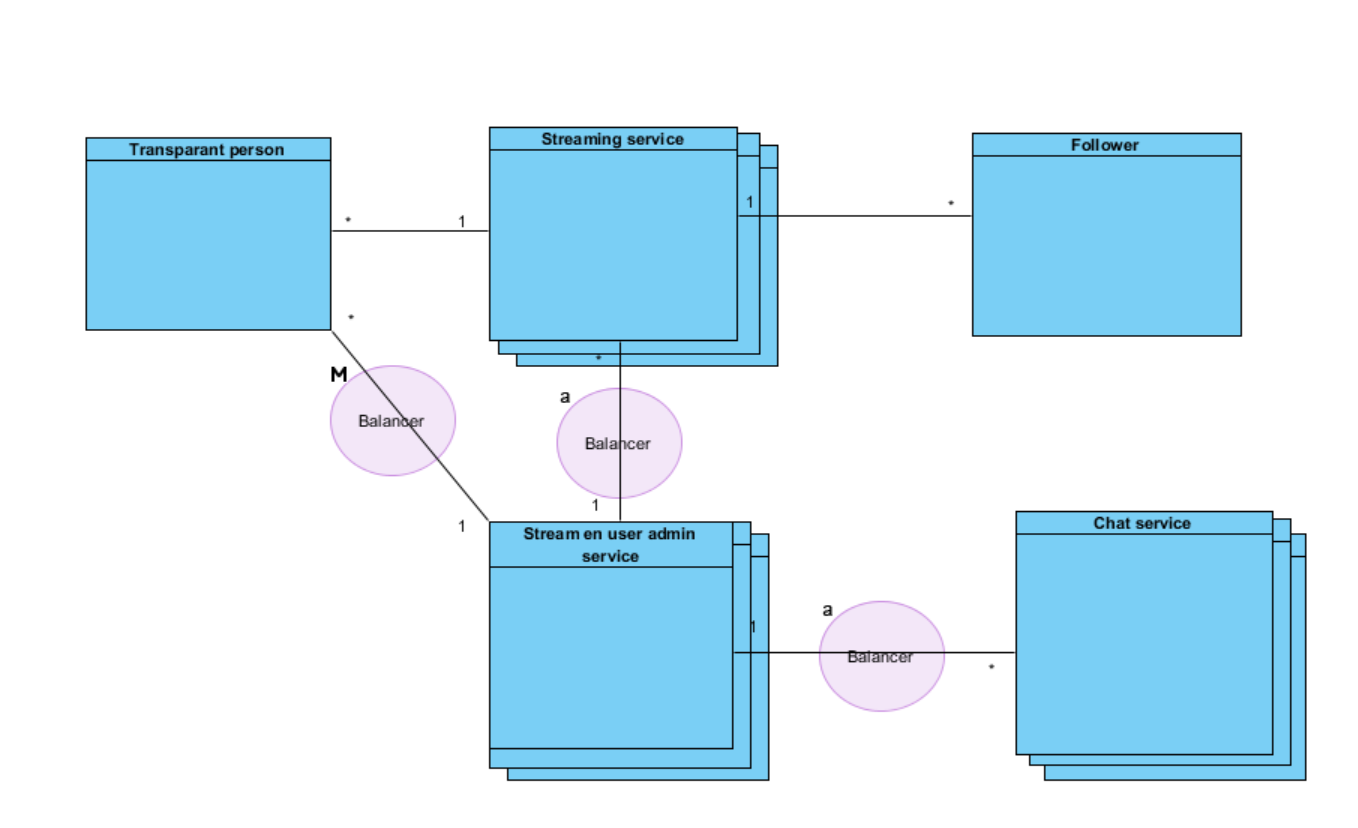 Transparant person
Streaming service
Follower
* 1
1 *
*
*
M
Balancer
a
Balancer
1
1
Stream en user admin
service
Chat service
a
1
Balancer
*